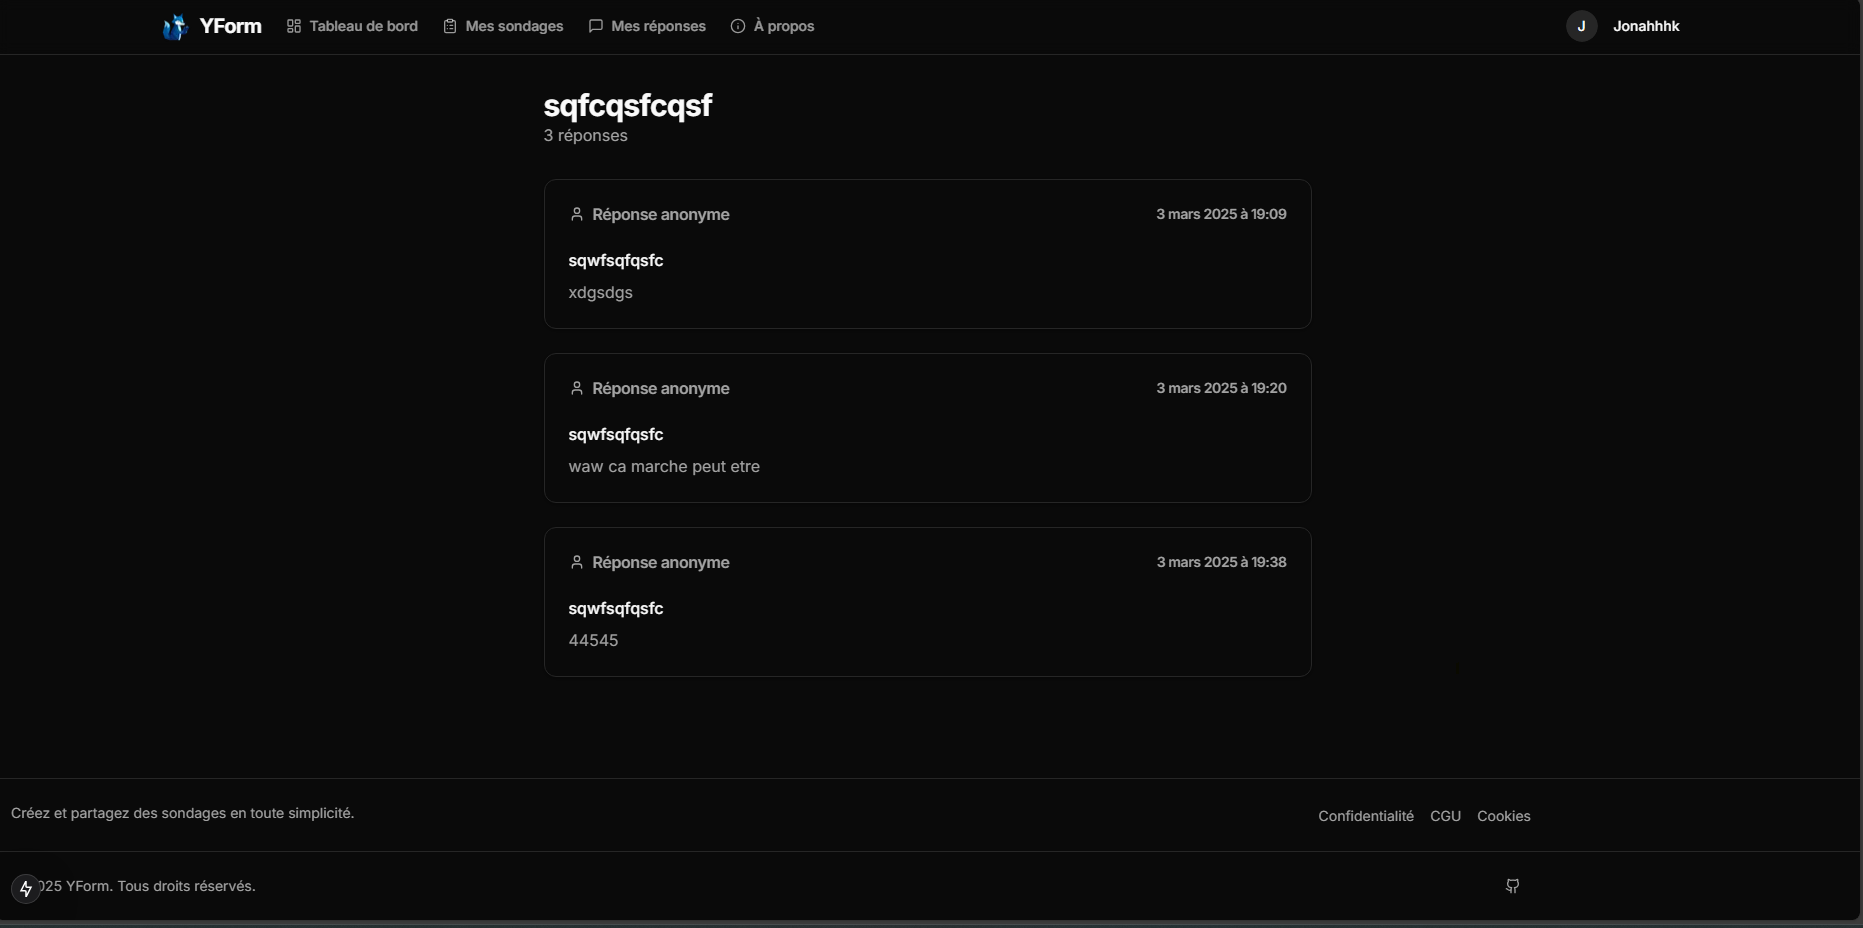 YForm Tableau de bord Mes sondages Mes réponses À propos J Jonahhhk
sqfcqsfcqsf
3 réponses
Réponse anonyme 3 mars 2025 à 19:09
sqwfsqfqsfc
xdgsdgs
Réponse anonyme 3 mars 2025 à 19:20
sqwfsqfqsfc
waw ca marche peut etre
Réponse anonyme 3 mars 2025 à 19:38
sqwfsqfqsfc
44545
Créez et partagez des sondages en toute simplicité.
Confidentialité CGU Cookies
025 YForm. Tous droits réservés.